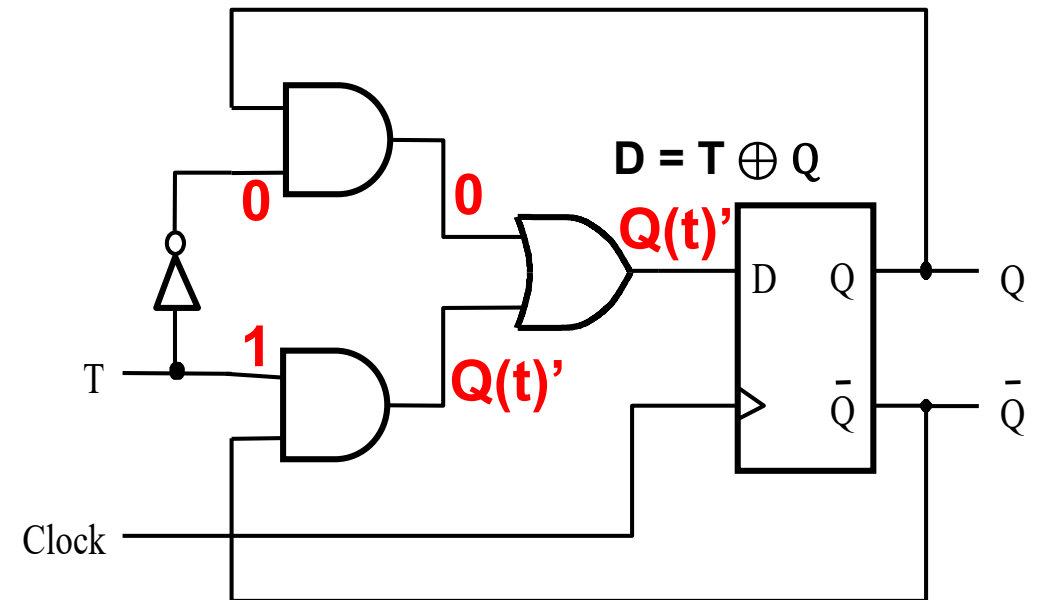 D = T ⊕ Q
0
0
Q(t)’
D
Q
Q
1
T
Q(t)’
Q̄
Q̄
Clock